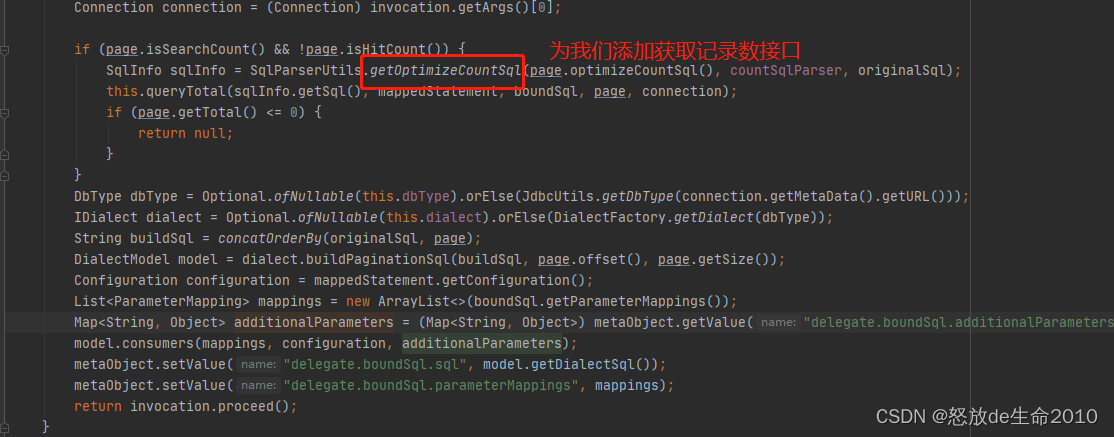 Connection connection = (Connection) invocation.getArgs()[0];
if (page.isSearchCount() && !page.isHitCount()) {
为我们添加获取记录数接口
SqlInfo sqlInfo = SqlParserUtils.getOptimizeCountSql(page.optimizeCountSql(), countSqlParser, originalSql);
this.queryTotal(sqlInfo.getSql(), mappedStatement, boundSql, page, connection);
if (page.getTotal() <= 0) {
return null;
}
}
DbType dbType = Optional.ofNullable(this.dbType).orElse(JdbcUtils.getDbType(connection.getMetaData().getURL()));
IDialect dialect = Optional.ofNullable(this.dialect).orElse(DialectFactory.getDialect(dbType));
String buildSql = concatOrderBy(originalSql, page);
DialectModel model = dialect.buildPaginationSql(buildSql, page.offset(), page.getSize());
Configuration configuration = mappedStatement.getConfiguration();
List<ParameterMapping> mappings = new ArrayList<>(boundSql.getParameterMappings());
Map<String, Object> additionalParameters = (Map<String, Object>) metaObject.getValue( name: "delegate.boundSql.additionalParameters
model.consumers(mappings, configuration, additionalParameters);
metaObject.setValue( name: "delegate.boundSql.sql", model.getDialectSql());
metaObject.setValue( name: "delegate.boundSql.parameterMappings", mappings);
return invocation.proceed();
}
CSDN @怒放de生命2010